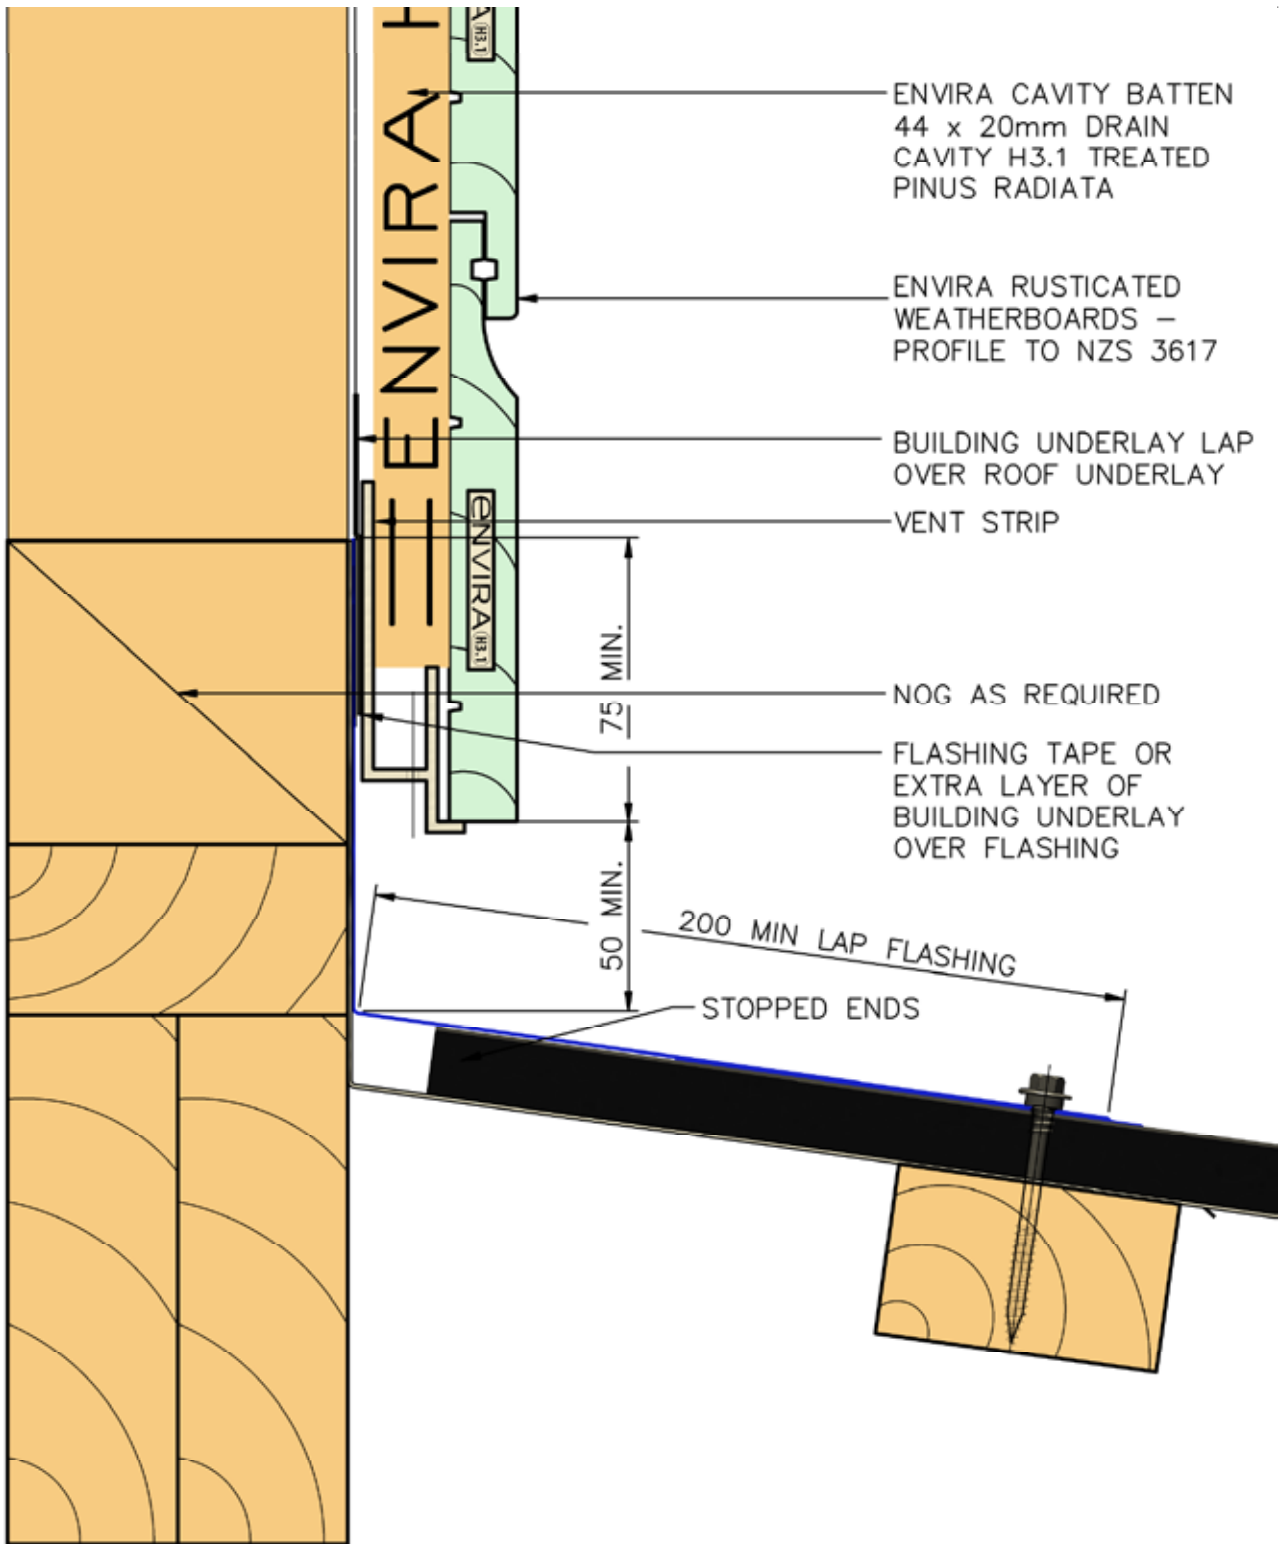 ENVIRA H
A H3.1
ENVIRA CAVITY BATTEN
44 x 20mm DRAIN
CAVITY H3.1 TREATED
PINUS RADIATA
ENVIRA RUSTICATED
WEATHERBOARDS –
PROFILE TO NZS 3617
BUILDING UNDERLAY LAP
OVER ROOF UNDERLAY
VENT STRIP
eNVIRA H3.1
75 MIN.
NOG AS REQUIRED
FLASHING TAPE OR
EXTRA LAYER OF
BUILDING UNDERLAY
OVER FLASHING
50 MIN.
200 MIN LAP FLASHING
STOPPED ENDS